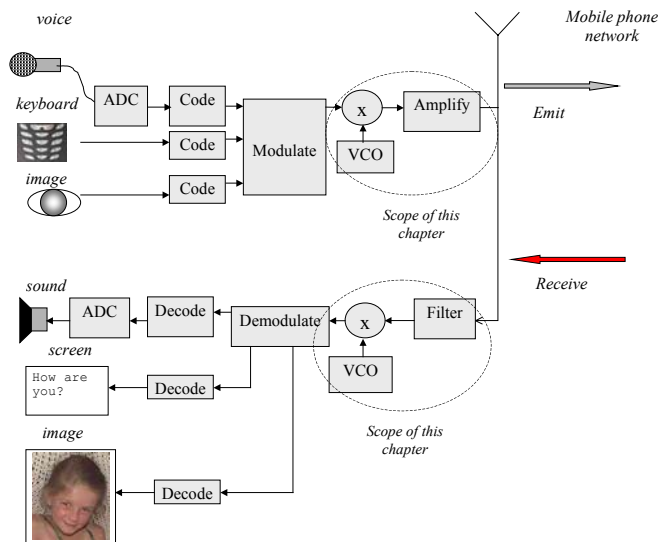 voice
Mobile phone
network
ADC
Code
x
Amplify
Emit
keyboard
Code
Modulate
VCO
image
Code
Scope of this
chapter
sound
Receive
ADC
Decode
Demodulate
x
Filter
screen
VCO
How are
you?
Decode
Scope of this
chapter
image
Decode